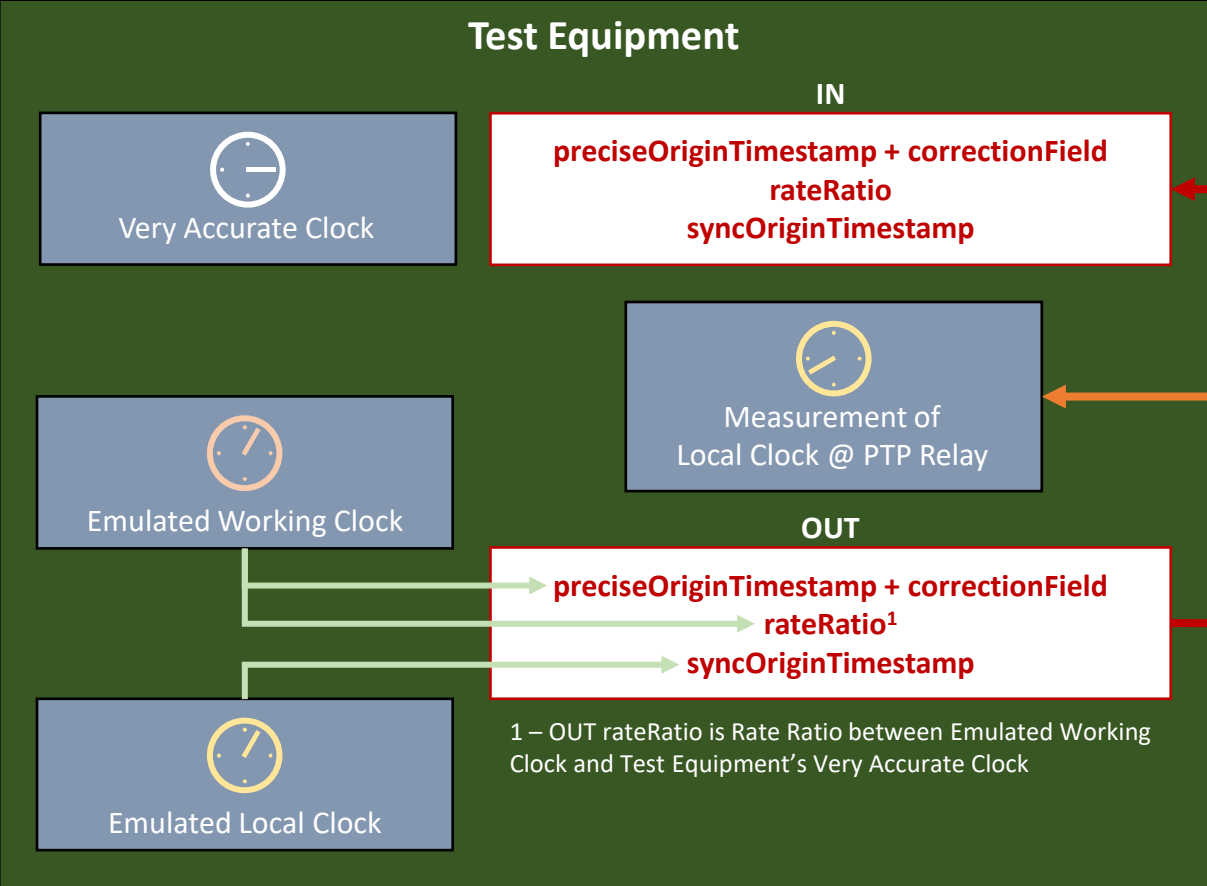 Test Equipment
IN
preciseOriginTimestamp + correctionField
rateRatio
syncOriginTimestamp
Very Accurate Clock
Measurement of
Local Clock @ PTP Relay
Emulated Working Clock
OUT
preciseOriginTimestamp + correctionField
rateRatio¹
syncOriginTimestamp
1 – OUT rateRatio is Rate Ratio between Emulated Working
Clock and Test Equipment’s Very Accurate Clock
Emulated Local Clock